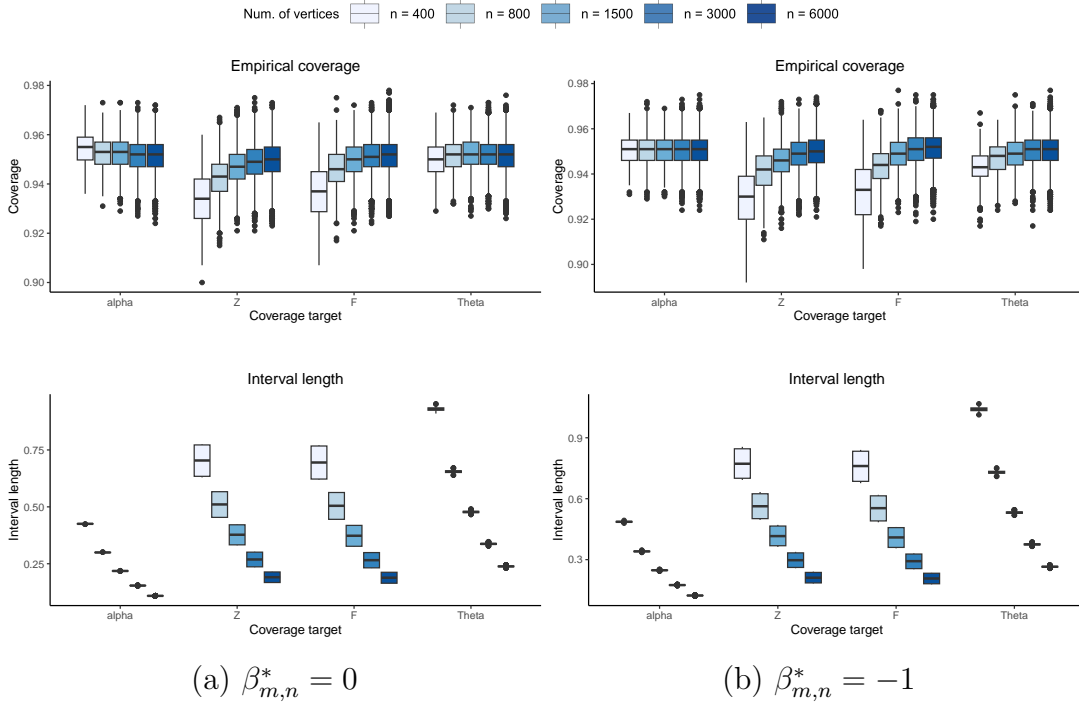 Num. of vertices n = 400 n = 800 n = 1500 n = 3000 n = 6000
Empirical coverage
0.98
0.96
0.94
0.92
0.90
Coverage
alpha Z F Theta
Coverage target
Empirical coverage
0.98
0.96
0.94
0.92
0.90
Coverage
alpha Z F Theta
Coverage target
Interval length
0.75
0.50
0.25
Interval length
alpha Z F Theta
Coverage target
Interval length
0.9
0.6
0.3
Interval length
alpha Z F Theta
Coverage target
(a) β*m,n = 0
(b) β*m,n = −1